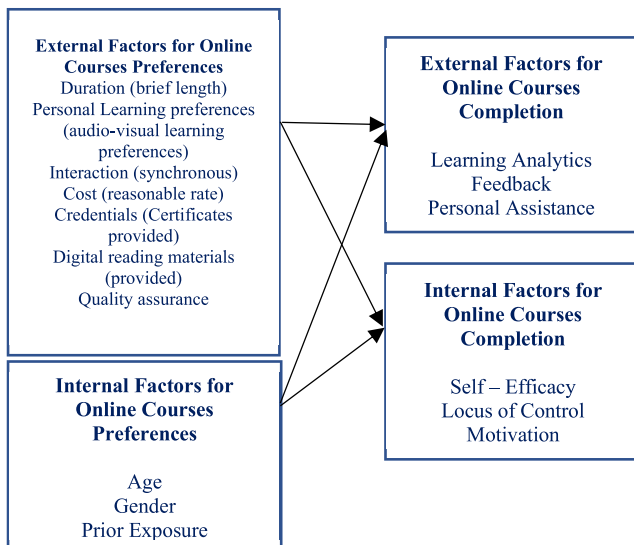 External Factors for Online
Courses Preferences
Duration (brief length)
Personal Learning preferences
(audio-visual learning
preferences)
Interaction (synchronous)
Cost (reasonable rate)
Credentials (Certificates
provided)
Digital reading materials
(provided)
Quality assurance
Internal Factors for
Online Courses
Preferences
Age
Gender
Prior Exposure
External Factors for
Online Courses
Completion
Learning Analytics
Feedback
Personal Assistance
Internal Factors for
Online Courses
Completion
Self – Efficacy
Locus of Control
Motivation